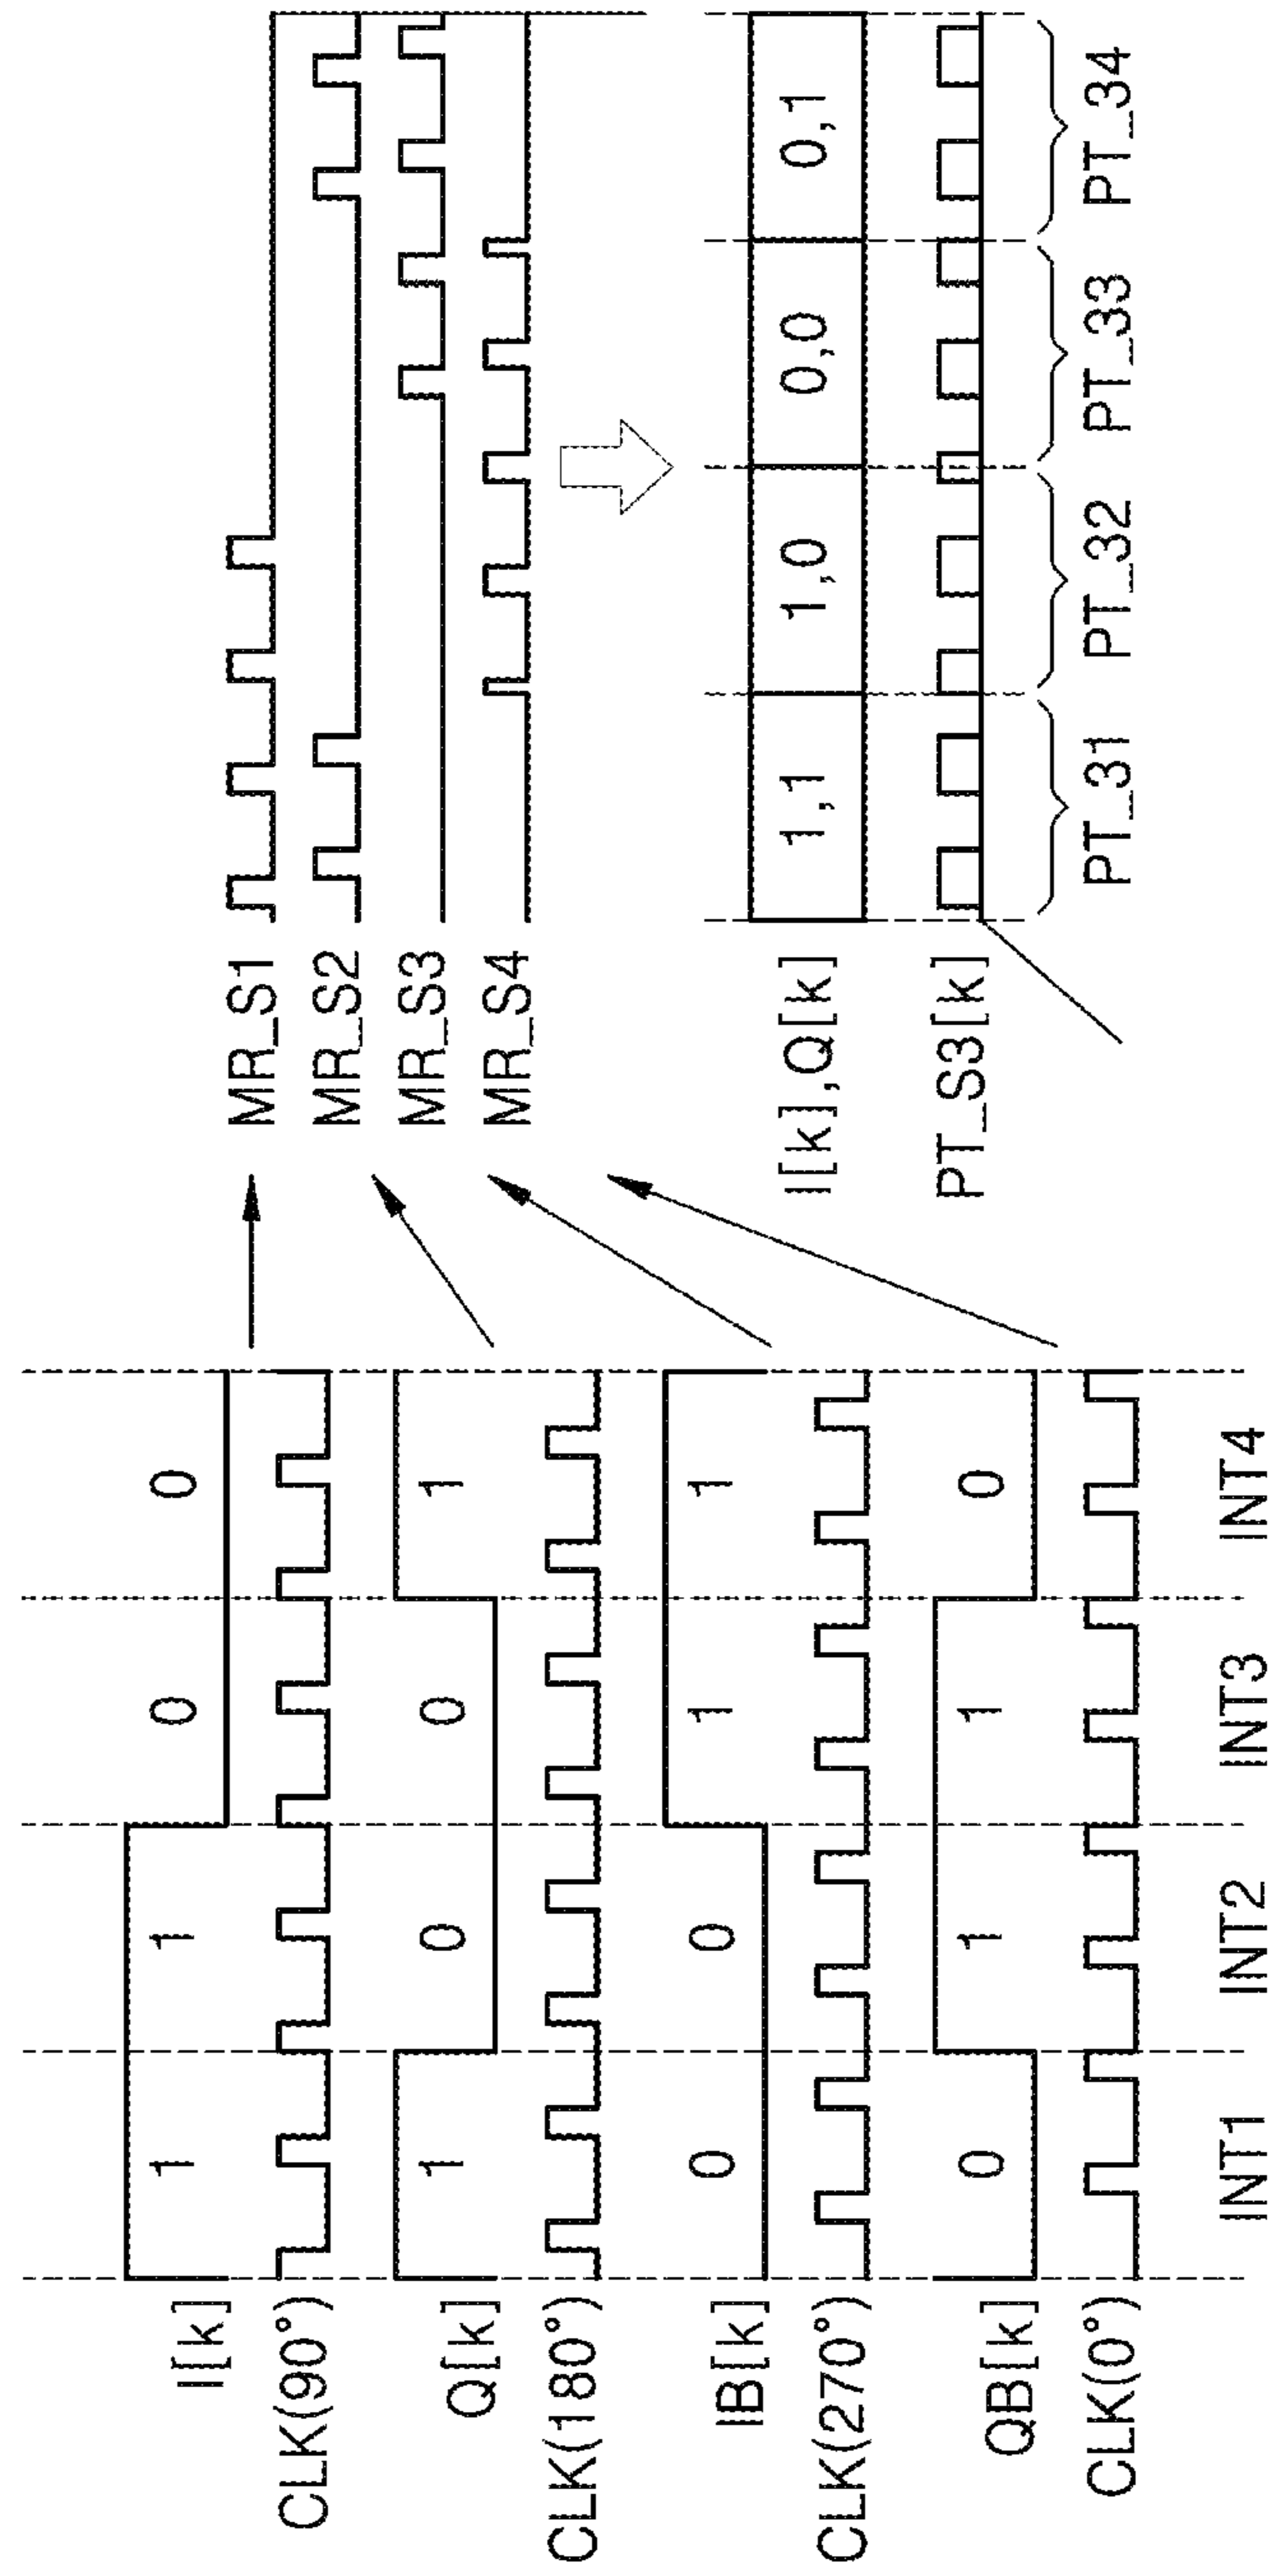 I[k] 1 1 0 0
CLK(90°)
Q[k] 1 0 0 1
CLK(180°)
IB[k] 0 0 1 1
CLK(270°)
QB[k] 0 1 1 0
CLK(0°)
INT1 INT2 INT3 INT4
MR_S1
MR_S2
MR_S3
MR_S4
I[k],Q[k] 1,1 1,0 0,0 0,1
PT_S3[k]
PT_31 PT_32 PT_33 PT_34